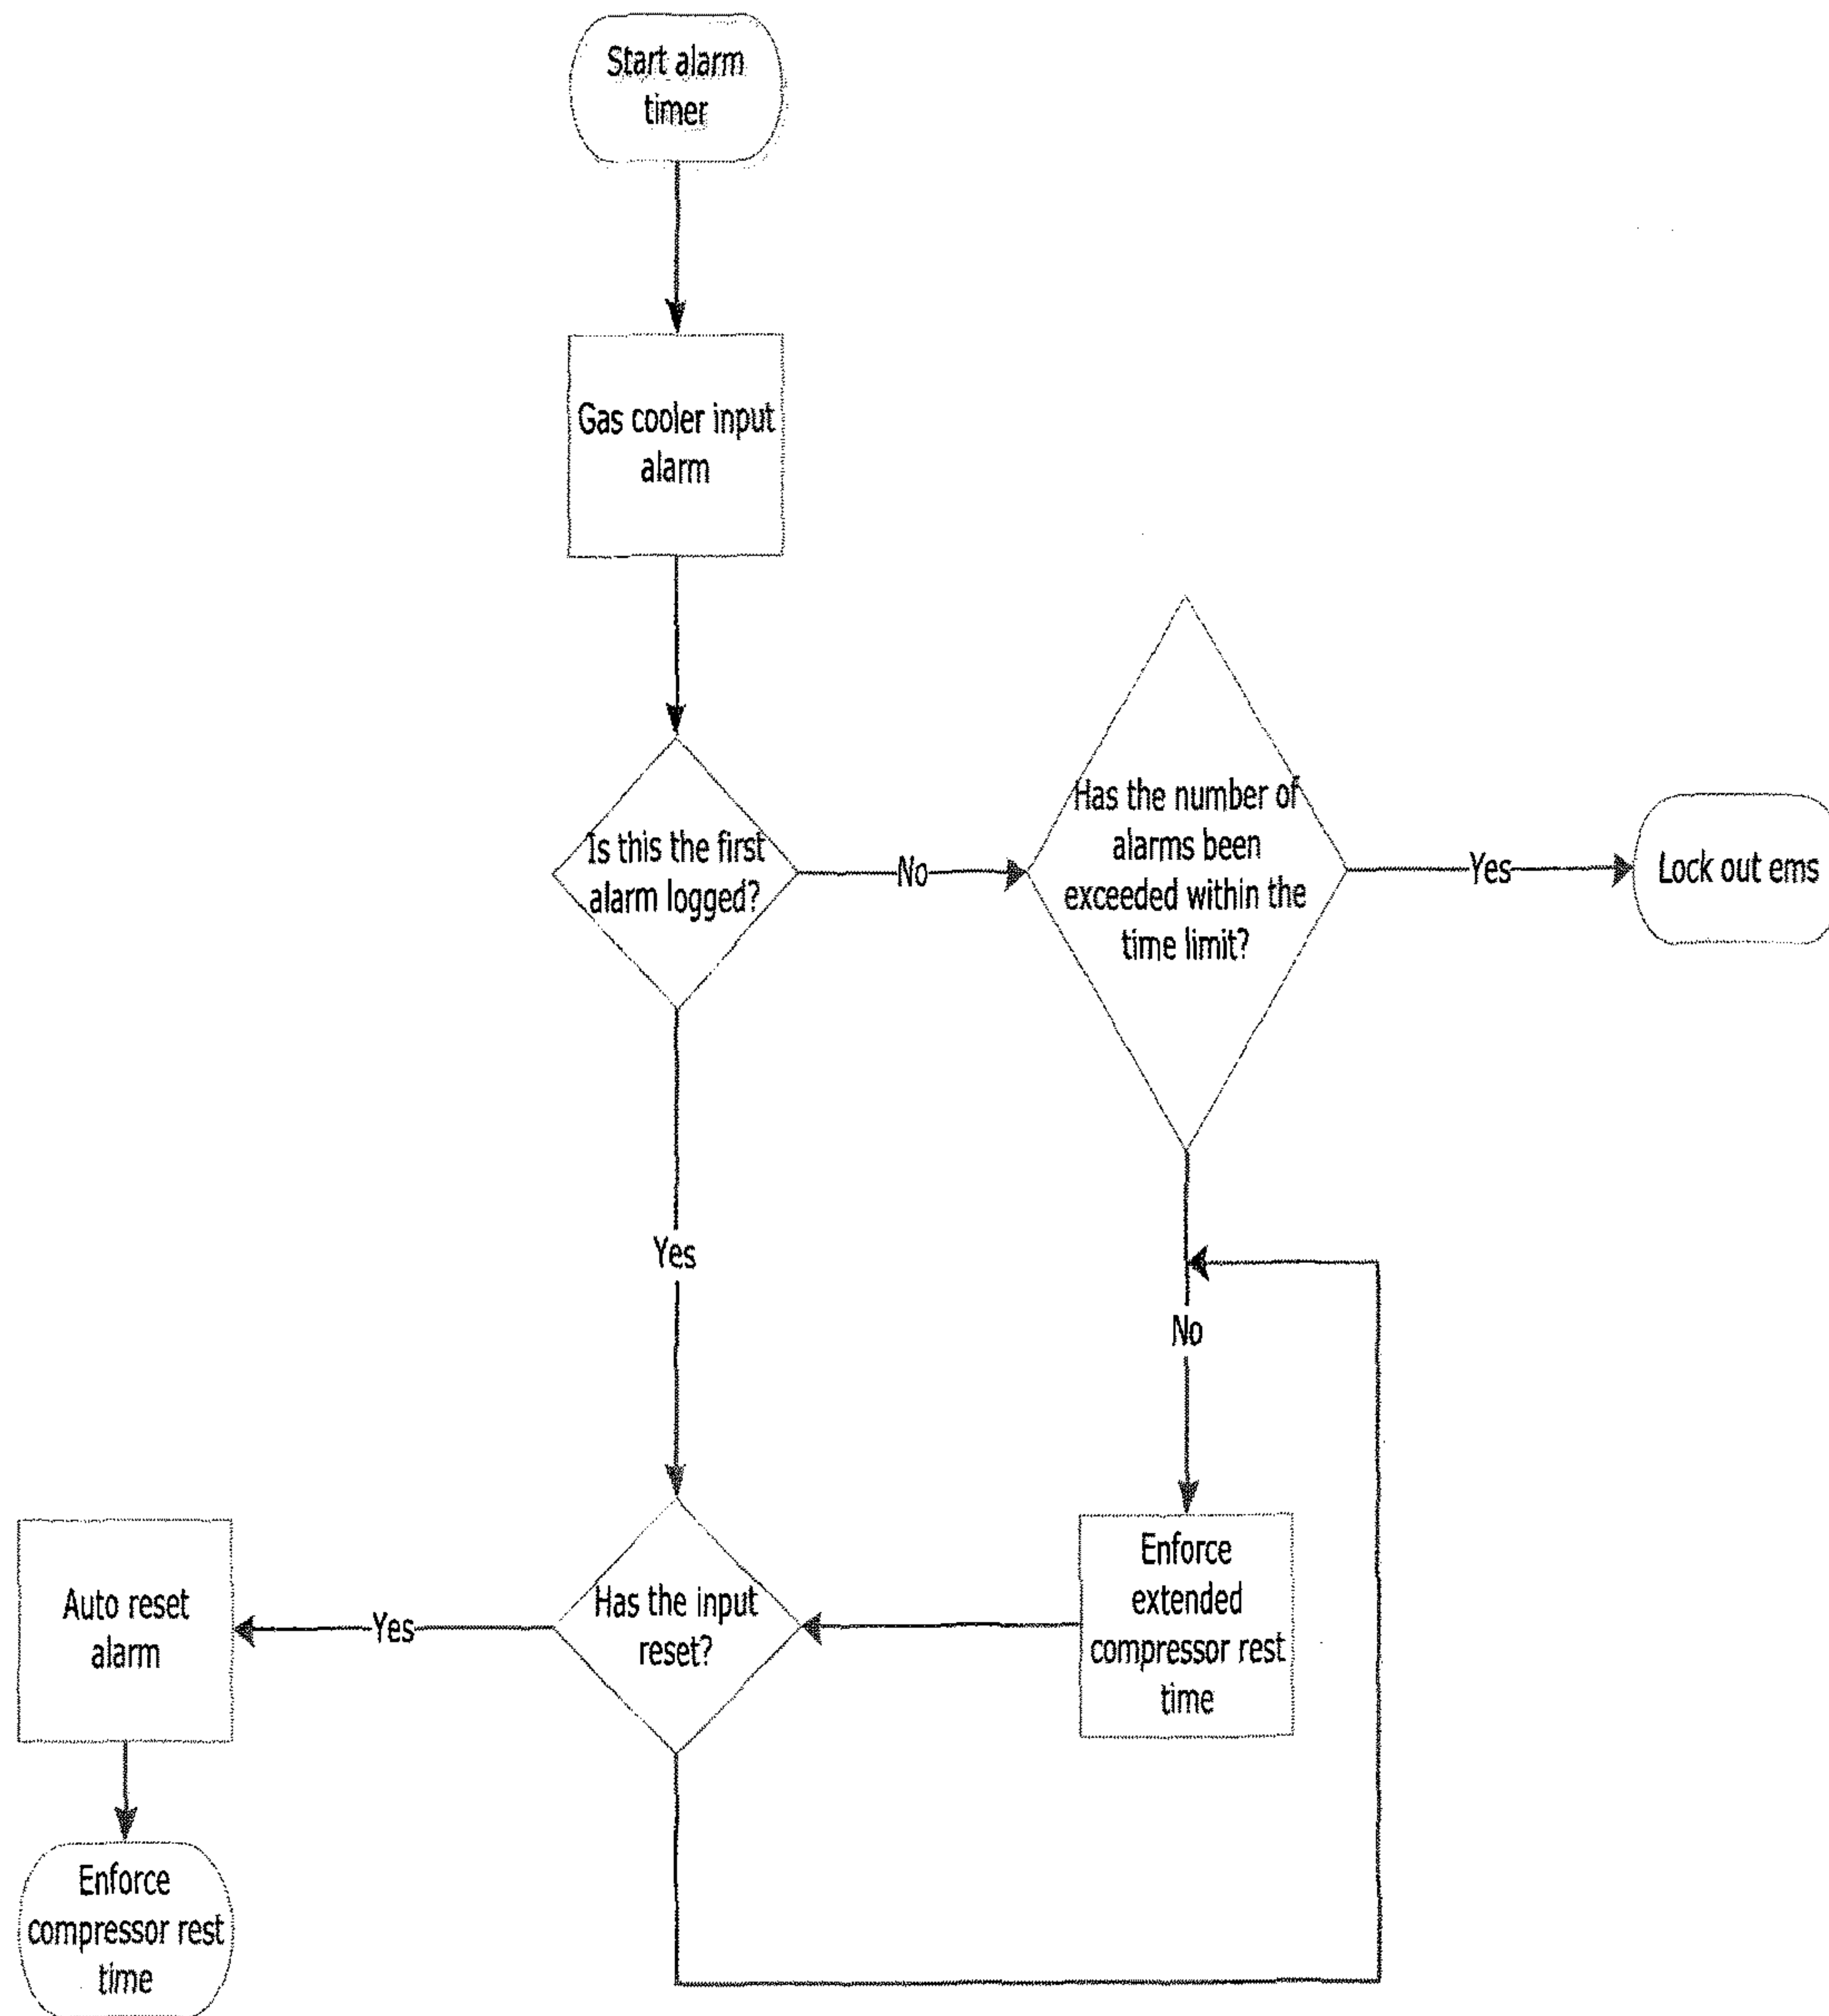 Start alarm
timer
Gas cooler input
alarm
Is this the first
alarm logged?
No
Has the number of
alarms been
exceeded within the
time limit?
Yes
Lock out ems
Yes
No
Has the input
reset?
Enforce
extended
compressor rest
time
Yes
Auto reset
alarm
Enforce
compressor rest
time